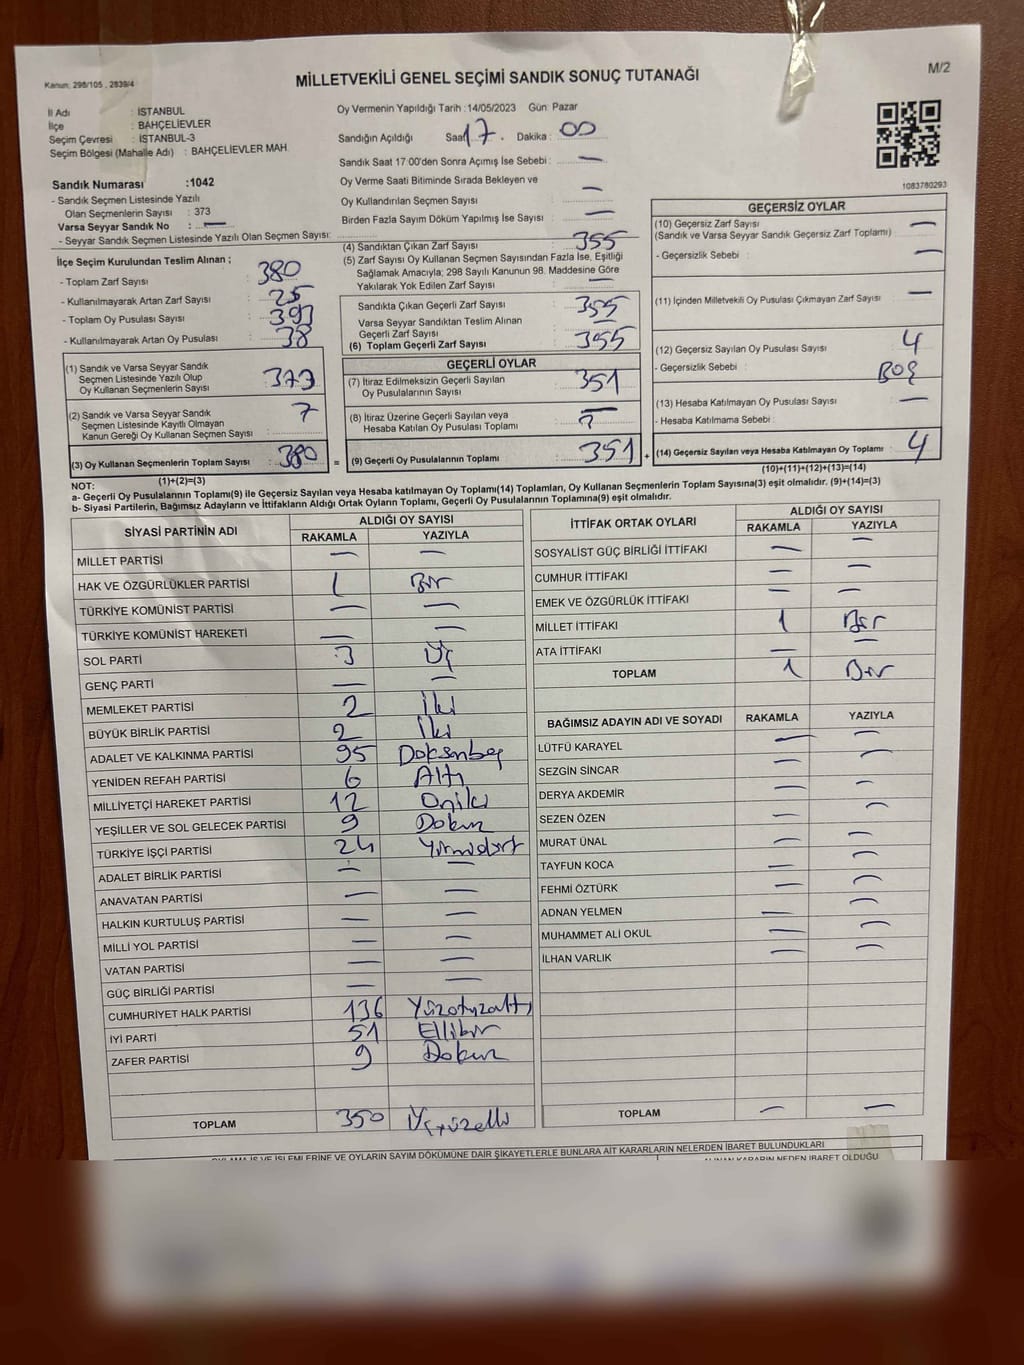 Kanun: 298/105 , 2839/4
MİLLETVEKİLİ GENEL SEÇİMİ SANDIK SONUÇ TUTANAĞI
M/2
İl Adı : İSTANBUL
İlçe : BAHÇELİEVLER
Seçim Çevresi : İSTANBUL-3
Seçim Bölgesi (Mahalle Adı) : BAHÇELİEVLER MAH.
Oy Vermenin Yapıldığı Tarih :14/05/2023 Gün: Pazar
Sandığın Açıldığı Saat 17 . Dakika : 00
Sandık Saat 17:00'den Sonra Açımış İse Sebebi : —
Oy Verme Saati Bitiminde Sırada Bekleyen ve
Oy Kullandırılan Seçmen Sayısı : —
Birden Fazla Sayım Döküm Yapılmış İse Sayısı : —
1083780293
Sandık Numarası :1042
- Sandık Seçmen Listesinde Yazılı
Olan Seçmenlerin Sayısı : 373
Varsa Seyyar Sandık No : —
- Seyyar Sandık Seçmen Listesinde Yazılı Olan Seçmen Sayısı:
İlçe Seçim Kurulundan Teslim Alınan ;
- Toplam Zarf Sayısı : 380
- Kullanılmayarak Artan Zarf Sayısı : 25
- Toplam Oy Pusulası Sayısı : 393
- Kullanılmayarak Artan Oy Pusulası : 38
(1) Sandık ve Varsa Seyyar Sandık
Seçmen Listesinde Yazılı Olup
Oy Kullanan Seçmenlerin Sayısı : 373
(2) Sandık ve Varsa Seyyar Sandık
Seçmen Listesinde Kayıtlı Olmayan
Kanun Gereği Oy Kullanan Seçmen Sayısı : 7
(3) Oy Kullanan Seçmenlerin Toplam Sayısı : 380
(1)+(2)=(3)
(4) Sandıktan Çıkan Zarf Sayısı : 355
(5) Zarf Sayısı Oy Kullanan Seçmen Sayısından Fazla İse, Eşitliği
Sağlamak Amacıyla; 298 Sayılı Kanunun 98. Maddesine Göre
Yakılarak Yok Edilen Zarf Sayısı : —
Sandıkta Çıkan Geçerli Zarf Sayısı : 355
Varsa Seyyar Sandıktan Teslim Alınan
Geçerli Zarf Sayısı : —
(6) Toplam Geçerli Zarf Sayısı : 355
=
GEÇERLİ OYLAR
(7) İtiraz Edilmeksizin Geçerli Sayılan
Oy Pusulalarının Sayısı : 351
(8) İtiraz Üzerine Geçerli Sayılan veya
Hesaba Katılan Oy Pusulası Toplamı :
(9) Geçerli Oy Pusulalarının Toplamı : 351
+
GEÇERSİZ OYLAR
(10) Geçersiz Zarf Sayısı : —
(Sandık ve Varsa Seyyar Sandık Geçersiz Zarf Toplamı)
- Geçersizlik Sebebi : —
(11) İçinden Milletvekili Oy Pusulası Çıkmayan Zarf Sayısı : —
(12) Geçersiz Sayılan Oy Pusulası Sayısı : 4
- Geçersizlik Sebebi : BOŞ
(13) Hesaba Katılmayan Oy Pusulası Sayısı : —
- Hesaba Katılmama Sebebi :
(14) Geçersiz Sayılan veya Hesaba Katılmayan Oy Toplamı : 4
(10)+(11)+(12)+(13)=(14)
NOT:
a- Geçerli Oy Pusulalarının Toplamı(9) ile Geçersiz Sayılan veya Hesaba katılmayan Oy Toplamı(14) Toplamları, Oy Kullanan Seçmenlerin Toplam Sayısına(3) eşit olmalıdır. (9)+(14)=(3)
b- Siyasi Partilerin, Bağımsız Adayların ve İttifakların Aldığı Ortak Oyların Toplamı, Geçerli Oy Pusulalarının Toplamına(9) eşit olmalıdır.
SİYASİ PARTİNİN ADI ALDIĞI OY SAYISI
RAKAMLA YAZIYLA
MİLLET PARTİSİ — —
HAK VE ÖZGÜRLÜKLER PARTİSİ 1 Bir
TÜRKİYE KOMÜNİST PARTİSİ — —
TÜRKİYE KOMÜNİST HAREKETİ — —
SOL PARTİ 3 Üç
GENÇ PARTİ — —
MEMLEKET PARTİSİ 2 İki
BÜYÜK BİRLİK PARTİSİ 2 İki
ADALET VE KALKINMA PARTİSİ 95 Doksanbeş
YENİDEN REFAH PARTİSİ 6 Altı
MİLLİYETÇİ HAREKET PARTİSİ 12 Oniki
YEŞİLLER VE SOL GELECEK PARTİSİ 9 Dokuz
TÜRKİYE İŞÇİ PARTİSİ 24 Yirmidört
ADALET BİRLİK PARTİSİ — —
ANAVATAN PARTİSİ — —
HALKIN KURTULUŞ PARTİSİ — —
MİLLİ YOL PARTİSİ — —
VATAN PARTİSİ — —
GÜÇ BİRLİĞİ PARTİSİ — —
CUMHURİYET HALK PARTİSİ 136 Yüzotuzaltı
İYİ PARTİ 51 Ellibir
ZAFER PARTİSİ 9 Dokuz
TOPLAM 350 Üçyüzelli
İTTİFAK ORTAK OYLARI ALDIĞI OY SAYISI
RAKAMLA YAZIYLA
SOSYALİST GÜÇ BİRLİĞİ İTTİFAKI — —
CUMHUR İTTİFAKI — —
EMEK VE ÖZGÜRLÜK İTTİFAKI — —
MİLLET İTTİFAKI 1 Bir
ATA İTTİFAKI — —
TOPLAM 1 Bir
BAĞIMSIZ ADAYIN ADI VE SOYADI RAKAMLA YAZIYLA
LÜTFÜ KARAYEL — —
SEZGİN SİNCAR — —
DERYA AKDEMİR — —
SEZEN ÖZEN — —
MURAT ÜNAL — —
TAYFUN KOCA — —
FEHMİ ÖZTÜRK — —
ADNAN YELMEN — —
MUHAMMET ALİ OKUL — —
İLHAN VARLIK — —
TOPLAM — —
OYLAMA İŞ VE İŞLEMLERİNE VE OYLARIN SAYIM DÖKÜMÜNE DAİR ŞİKAYETLERLE BUNLARA AİT KARARLARIN NELERDEN İBARET BULUNDUKLARI
ALINAN KARARIN NEDEN İBARET OLDUĞU